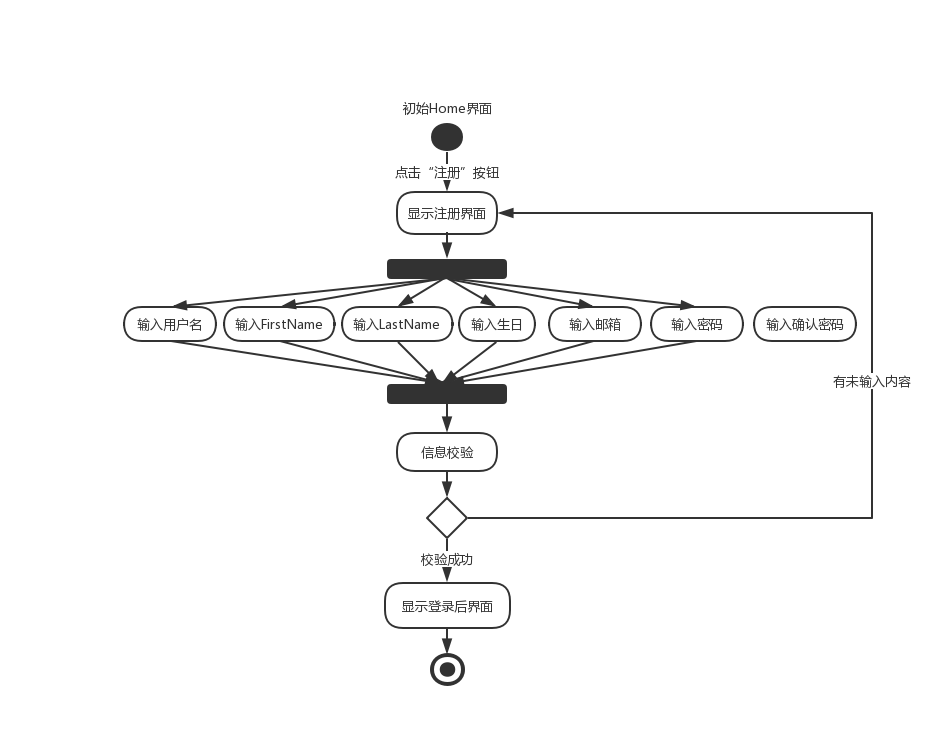 初始Home界面
点击“注册”按钮
显示注册界面
输入用户名
输入FirstName
输入LastName
输入生日
输入邮箱
输入密码
输入确认密码
有未输入内容
信息校验
校验成功
显示登录后界面